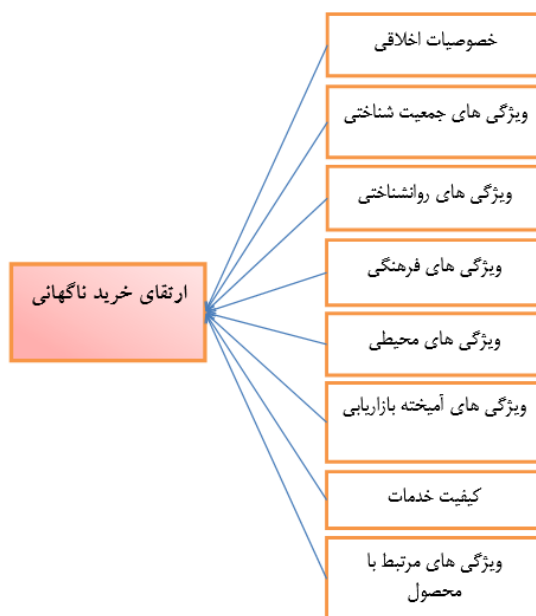 خصوصیات اخلاقی
ویژگی های جمعیت شناختی
ویژگی های روانشناختی
ویژگی های فرهنگی
ارتقای خرید ناگهانی
ویژگی های محیطی
ویژگی های آمیخته بازاریابی
کیفیت خدمات
ویژگی های مرتبط با
محصول